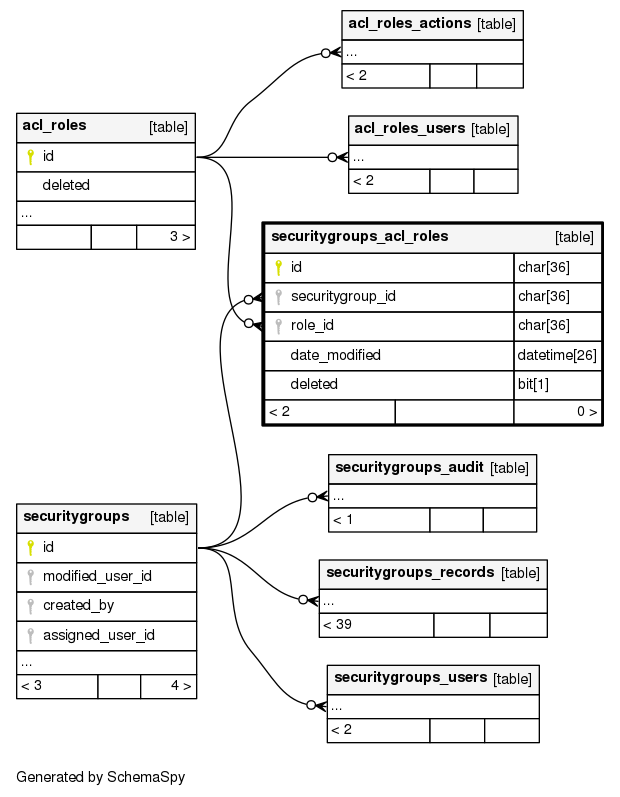 acl_roles_actions [table]
...
< 2
acl_roles [table]
id
deleted
...
3 >
acl_roles_users [table]
...
< 2
securitygroups_acl_roles [table]
id char[36]
securitygroup_id char[36]
role_id char[36]
date_modified datetime[26]
deleted bit[1]
< 2 0 >
securitygroups_audit [table]
...
< 1
securitygroups [table]
id
modified_user_id
created_by
assigned_user_id
...
< 3 4 >
securitygroups_records [table]
...
< 39
securitygroups_users [table]
...
< 2
Generated by SchemaSpy